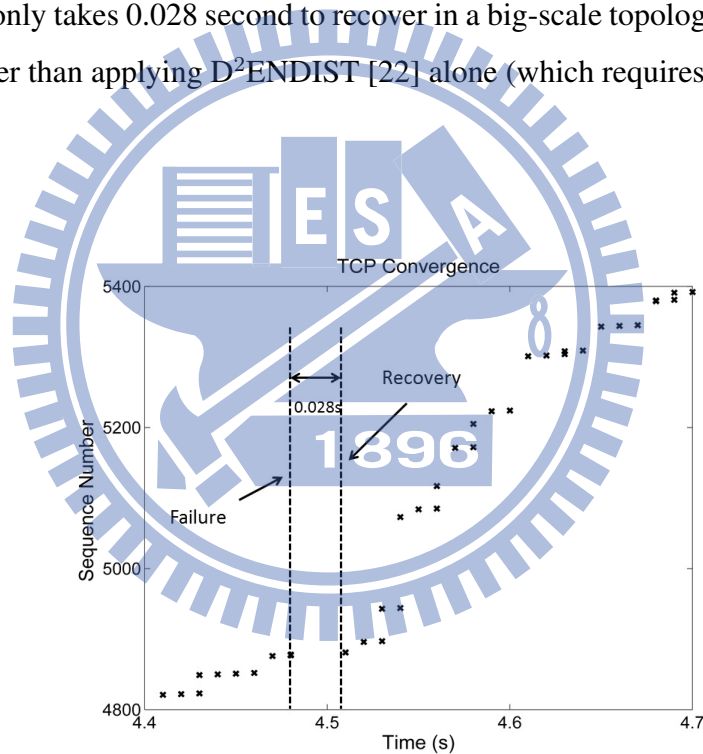 only takes 0.028 second to recover in a big-scale topolog
er than applying D²ENDIST [22] alone (which requires
E S A
TCP Convergence
5400
8
Recovery
0.028s
5200
1896
Sequence Number
Failure
5000
4800
4.4 4.5 4.6 4.7
Time (s)